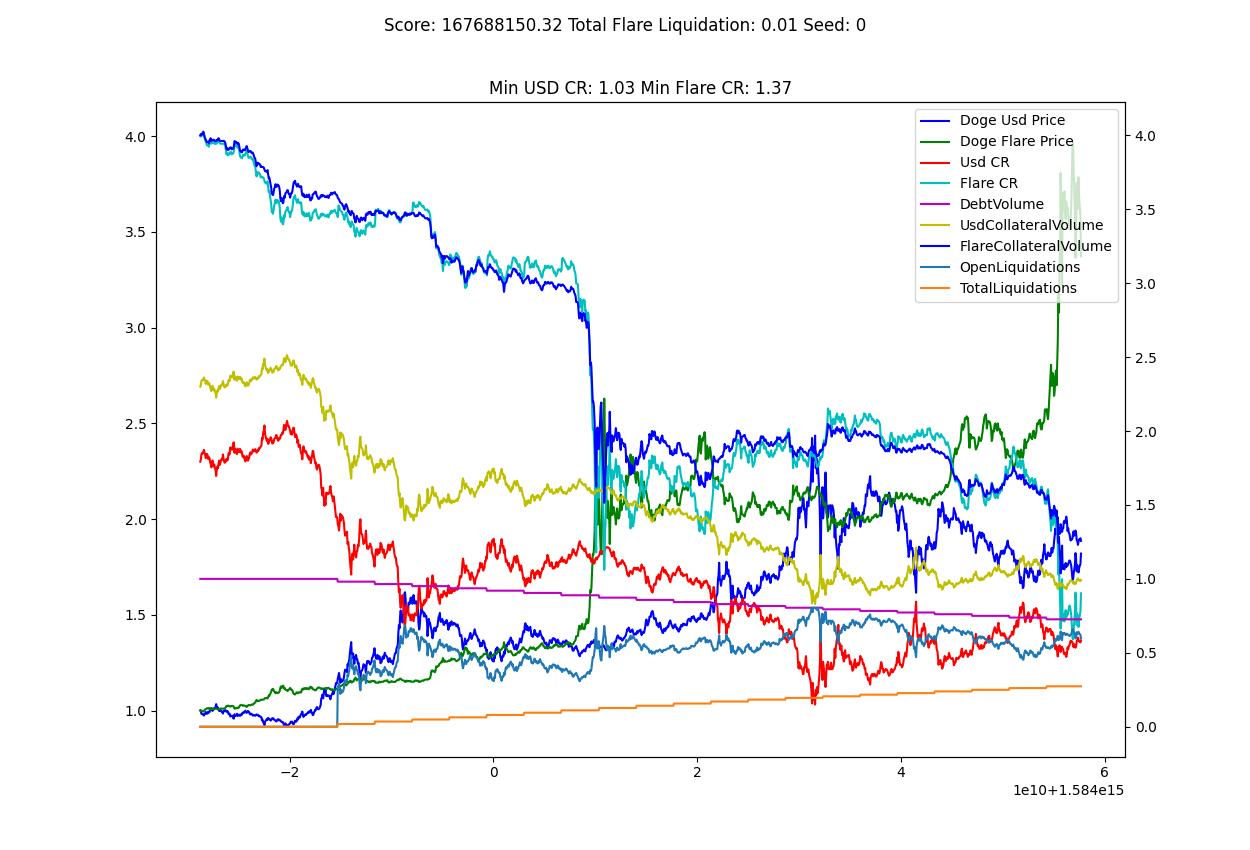 Score: 167688150.32 Total Flare Liquidation: 0.01 Seed: 0
Min USD CR: 1.03 Min Flare CR: 1.37
Doge Usd Price
Doge Flare Price
Usd CR
Flare CR
DebtVolume
UsdCollateralVolume
FlareCollateralVolume
OpenLiquidations
TotalLiquidations
4.0
3.5
3.0
2.5
2.0
1.5
1.0
4.0
3.5
3.0
2.5
2.0
1.5
1.0
0.5
0.0
−2
0
2
4
6
1e10+1.584e15